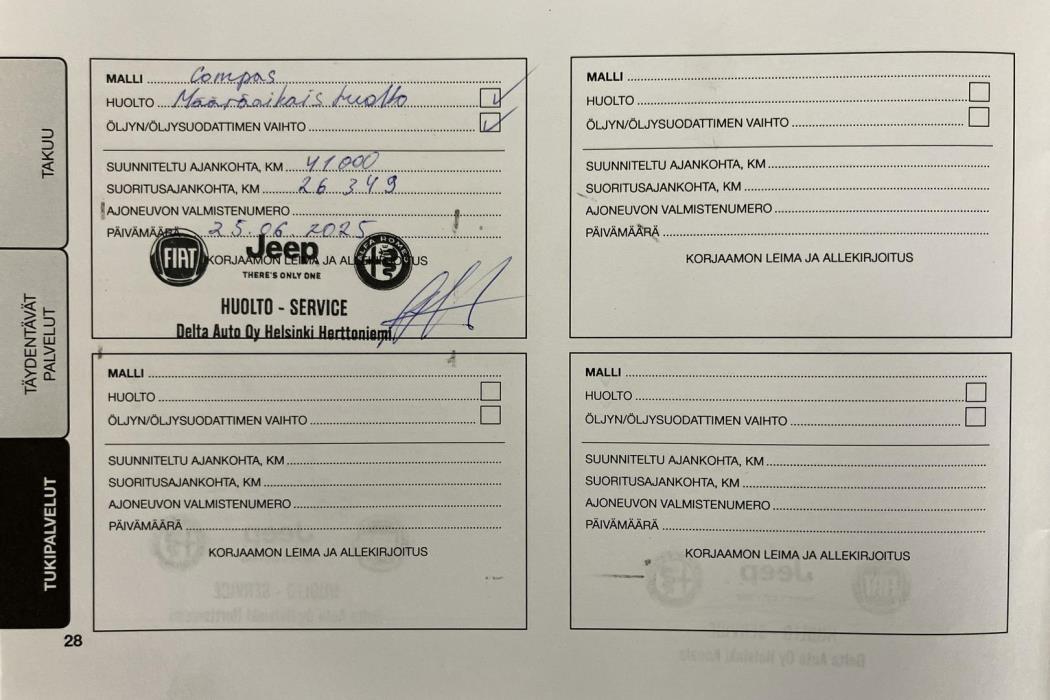 TAKUU
TÄYDENTÄVÄT
PALVELUT
TUKIPALVELUT
MALLI Compas
HUOLTO Määräaikais huolto
ÖLJYN/ÖLJYSUODATTIMEN VAIHTO
SUUNNITELTU AJANKOHTA, KM 41 000
SUORITUSAJANKOHTA, KM 26 349
AJONEUVON VALMISTENUMERO
PÄIVÄMÄÄRÄ 25.06 2025
KORJAAMON LEIMA JA ALLEKIRJOITUS
FIAT Jeep ALFA ROMEO
THERE'S ONLY ONE
HUOLTO - SERVICE
Delta Auto Oy Helsinki Herttoniemi
MALLI
HUOLTO
ÖLJYN/ÖLJYSUODATTIMEN VAIHTO
SUUNNITELTU AJANKOHTA, KM
SUORITUSAJANKOHTA, KM
AJONEUVON VALMISTENUMERO
PÄIVÄMÄÄRÄ
KORJAAMON LEIMA JA ALLEKIRJOITUS
MALLI
HUOLTO
ÖLJYN/ÖLJYSUODATTIMEN VAIHTO
SUUNNITELTU AJANKOHTA, KM
SUORITUSAJANKOHTA, KM
AJONEUVON VALMISTENUMERO
PÄIVÄMÄÄRÄ
KORJAAMON LEIMA JA ALLEKIRJOITUS
MALLI
HUOLTO
ÖLJYN/ÖLJYSUODATTIMEN VAIHTO
SUUNNITELTU AJANKOHTA, KM
SUORITUSAJANKOHTA, KM
AJONEUVON VALMISTENUMERO
PÄIVÄMÄÄRÄ
KORJAAMON LEIMA JA ALLEKIRJOITUS
28